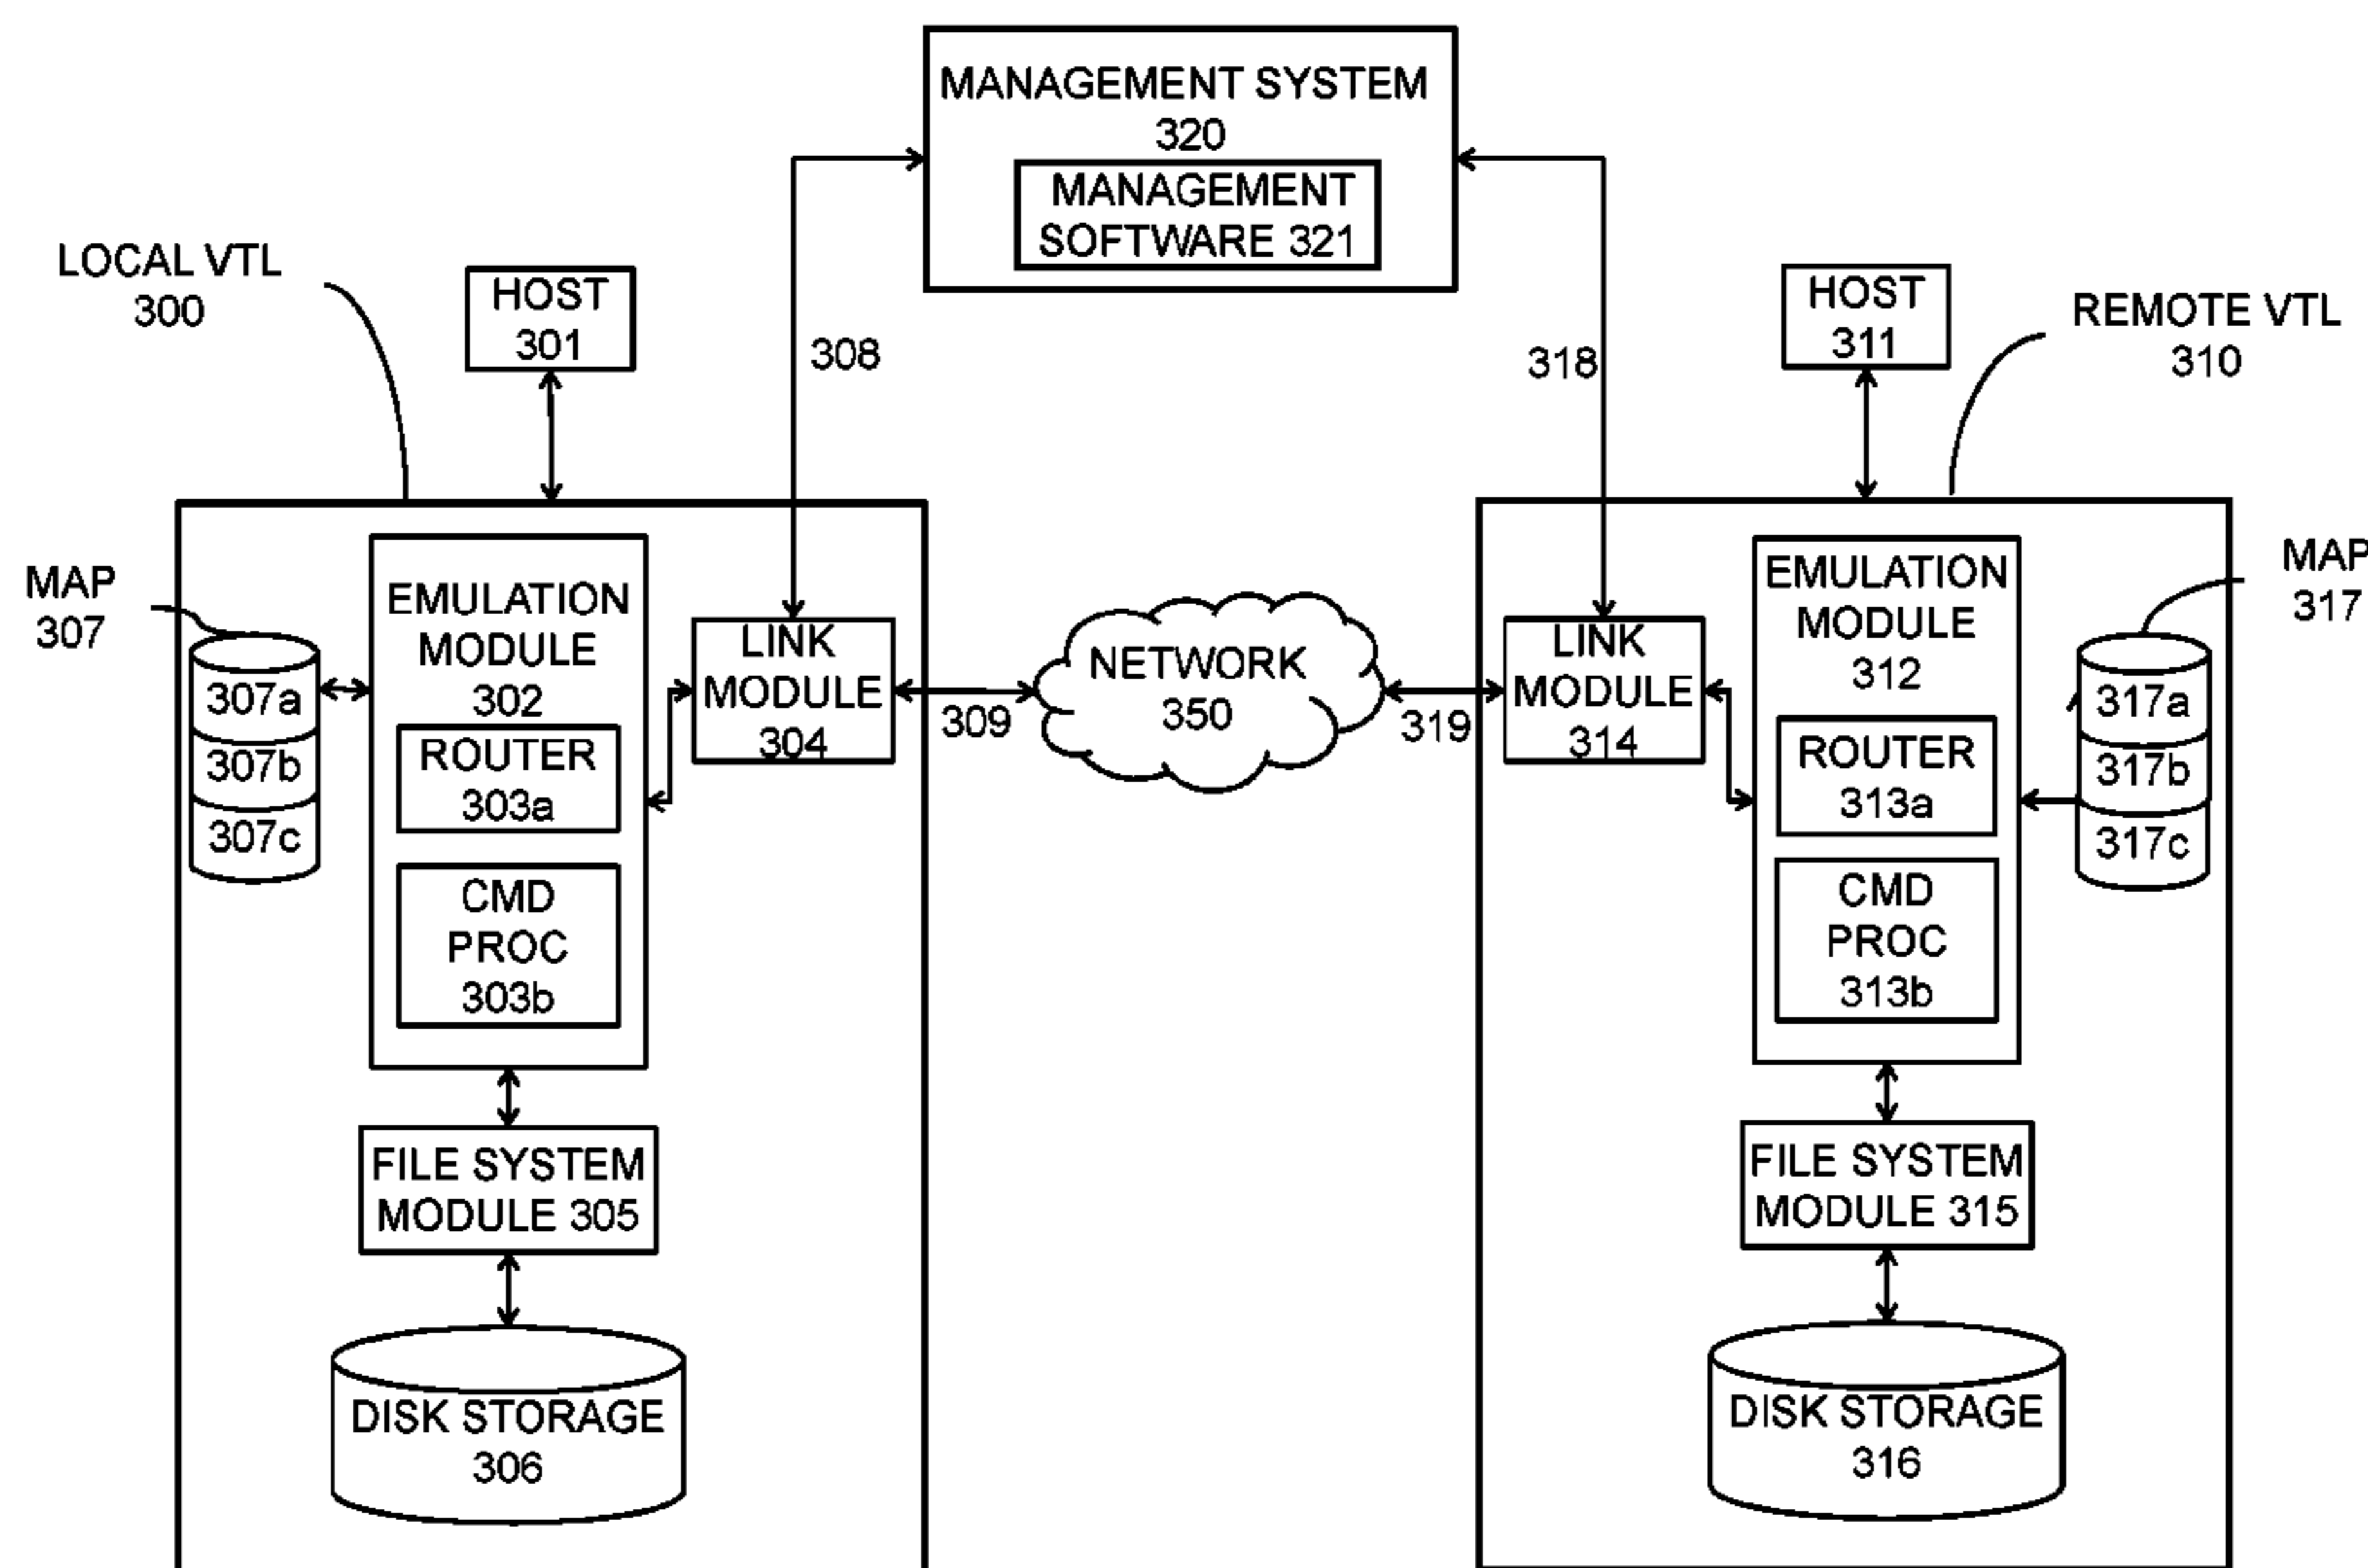 MANAGEMENT SYSTEM
320
MANAGEMENT
SOFTWARE 321
LOCAL VTL
300
HOST
301
308
318
HOST
311
REMOTE VTL
310
MAP
307
307a
307b
307c
EMULATION
MODULE
302
ROUTER
303a
CMD
PROC
303b
LINK
MODULE
304
309
NETWORK
350
319
LINK
MODULE
314
EMULATION
MODULE
312
ROUTER
313a
CMD
PROC
313b
MAP
317
317a
317b
317c
FILE SYSTEM
MODULE 305
DISK STORAGE
306
FILE SYSTEM
MODULE 315
DISK STORAGE
316